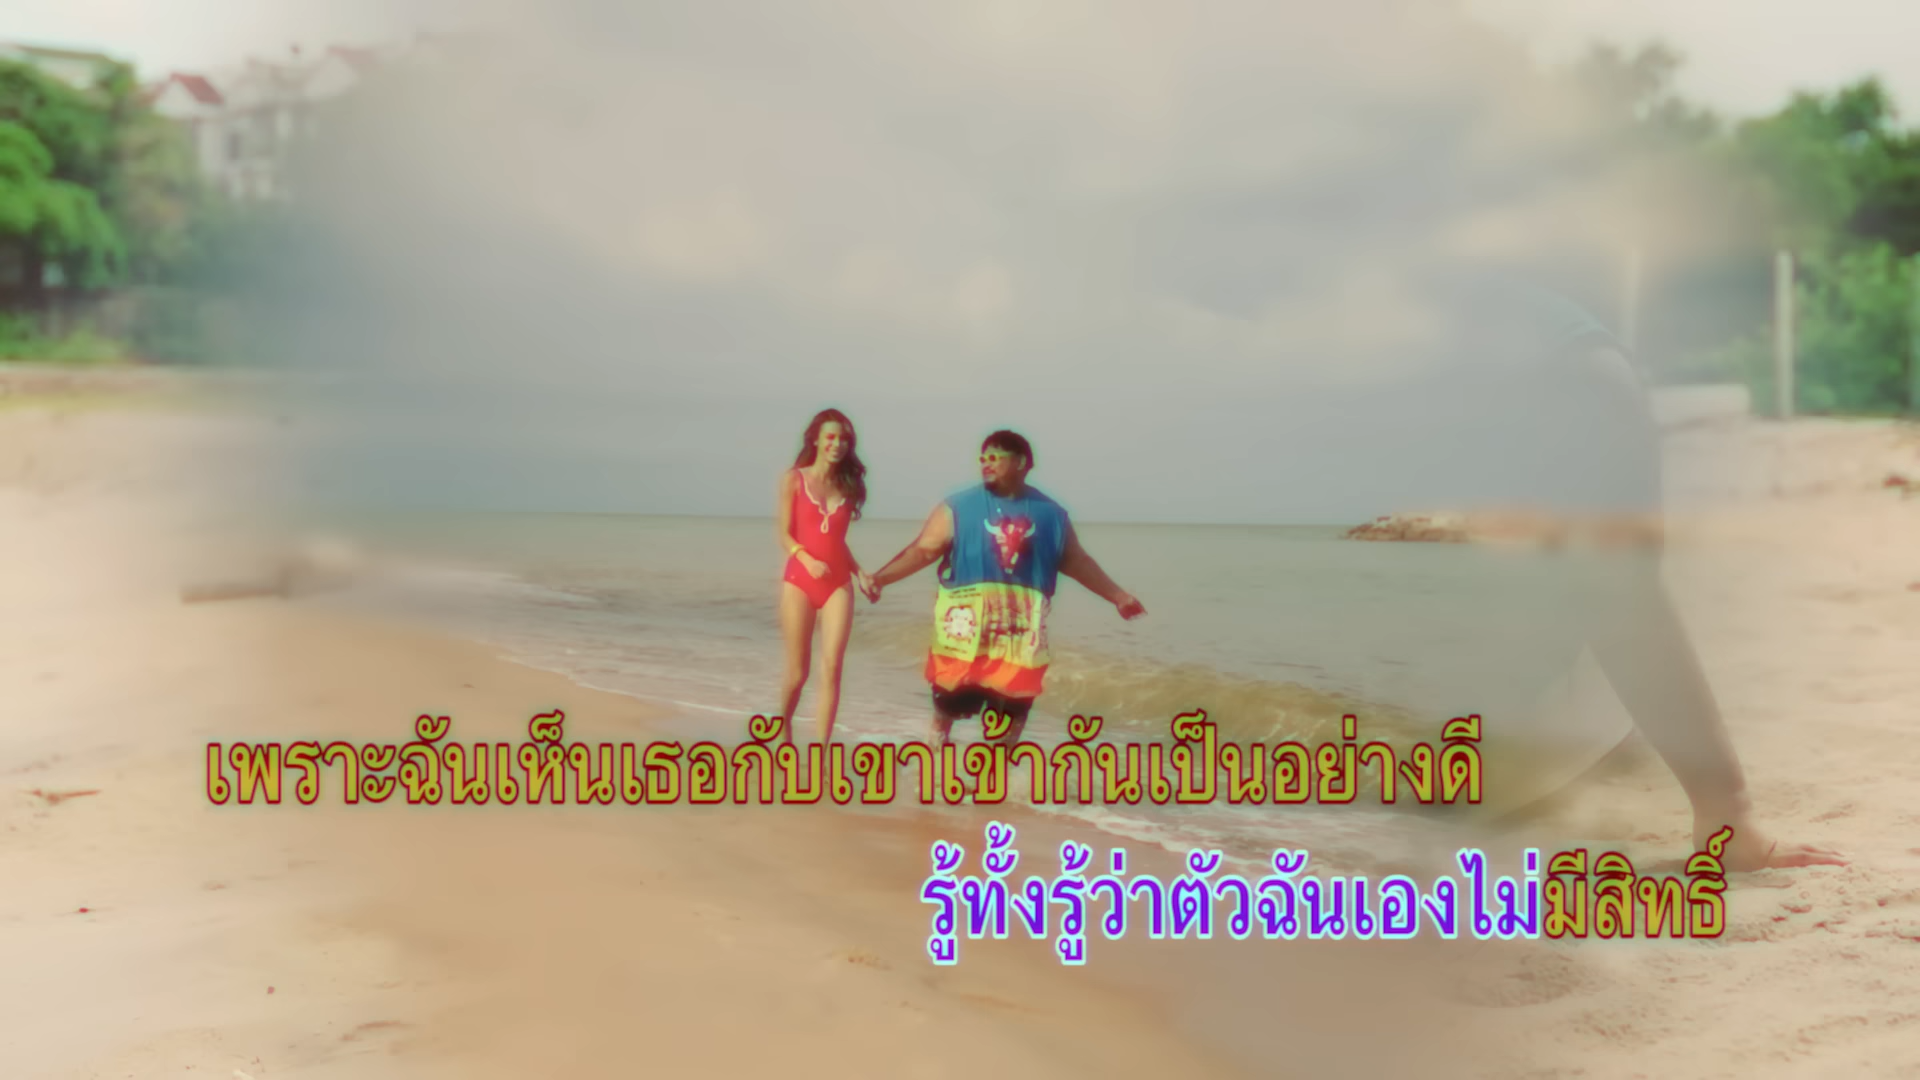 เพราะฉันเห็นเธอกับเขาเข้ากันเป็นอย่างดี
รู้ทั้งรู้ว่าตัวฉันเองไม่มีสิทธิ์